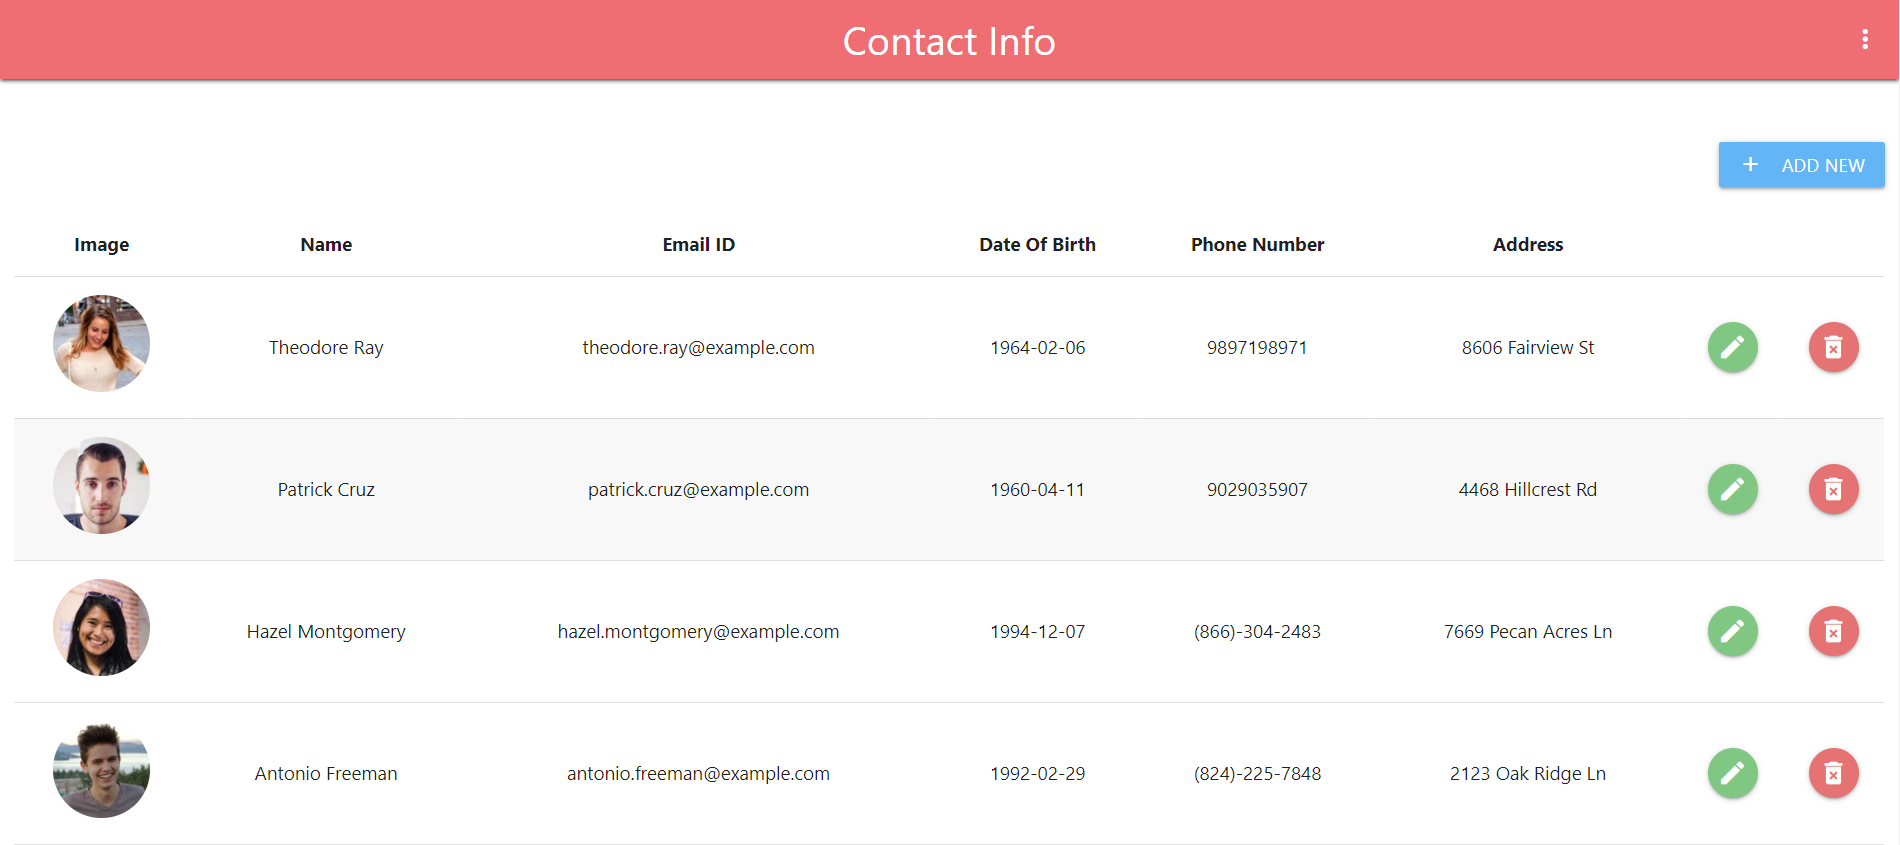 Contact Info
ADD NEW
Image Name Email ID Date Of Birth Phone Number Address
Theodore Ray theodore.ray@example.com 1964-02-06 9897198971 8606 Fairview St
Patrick Cruz patrick.cruz@example.com 1960-04-11 9029035907 4468 Hillcrest Rd
Hazel Montgomery hazel.montgomery@example.com 1994-12-07 (866)-304-2483 7669 Pecan Acres Ln
Antonio Freeman antonio.freeman@example.com 1992-02-29 (824)-225-7848 2123 Oak Ridge Ln